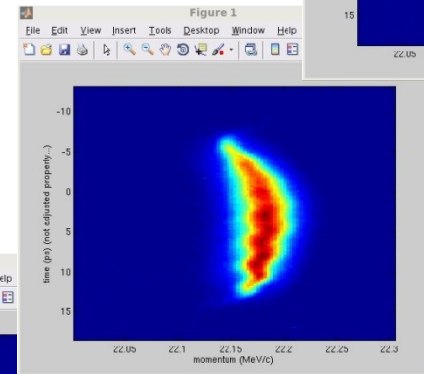 Figure 1
File Edit View Insert Tools Desktop Window Help
-10
-5
0
5
10
15
time (ps) (not adjusted properly...)
22.05 22.1 22.15 22.2 22.25 22.3
momentum (MeV/c)
15
22.05
elp